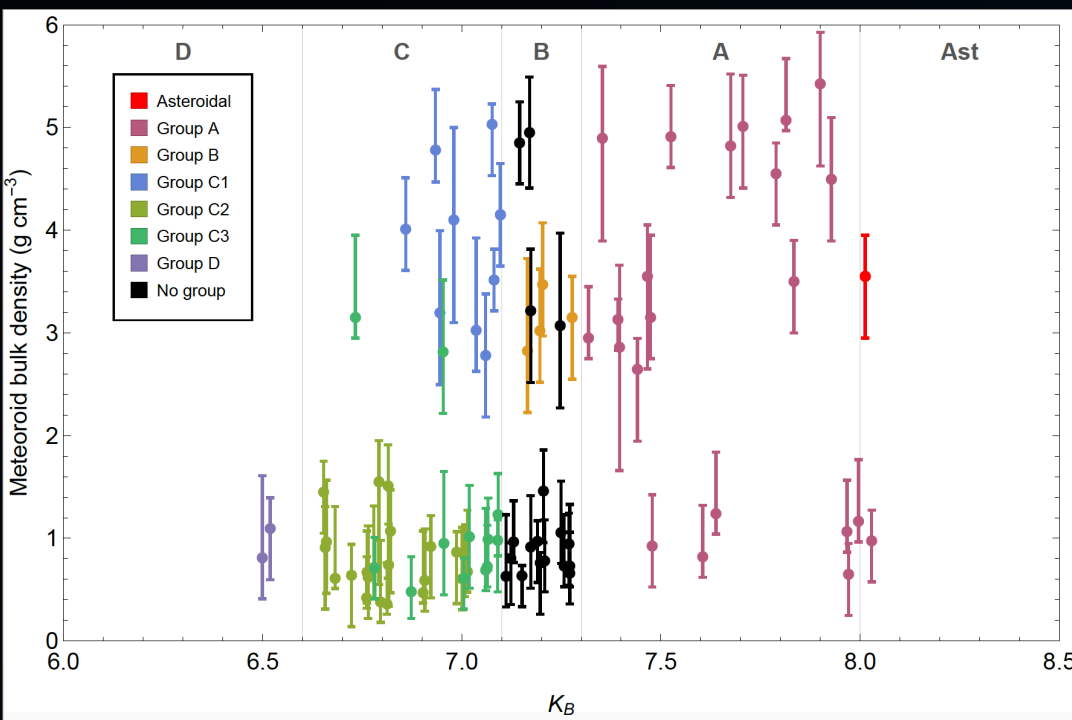 D C B A Ast
Asteroidal
Group A
Group B
Group C1
Group C2
Group C3
Group D
No group
Meteoroid bulk density (g cm⁻³)
6
5
4
3
2
1
0
6.0 6.5 7.0 7.5 8.0 8.5
K_B